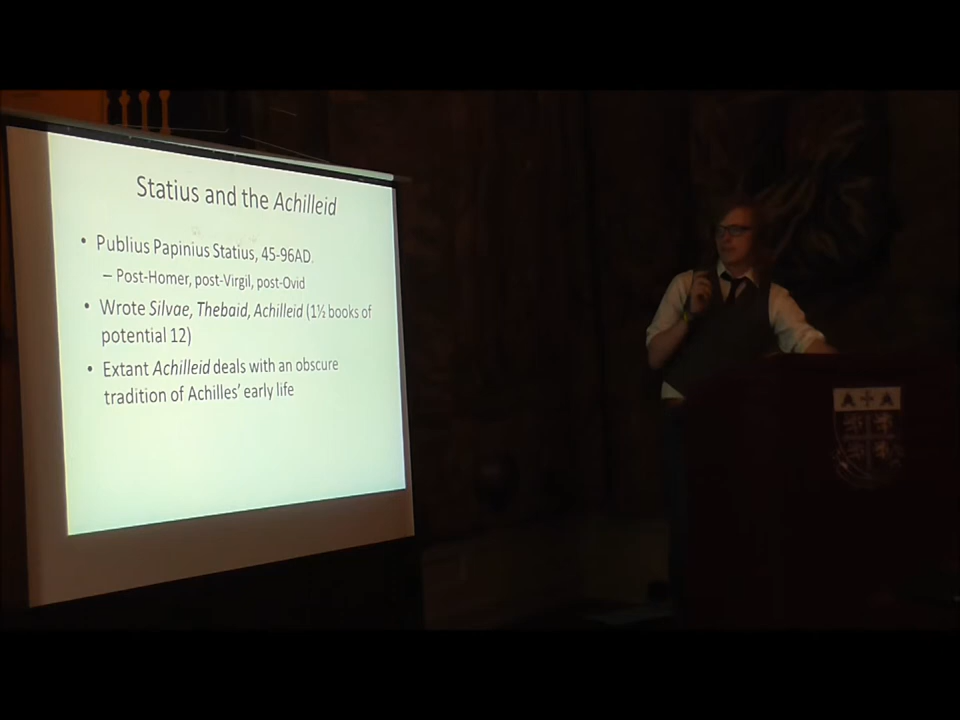 Statius and the Achilleid
• Publius Papinius Statius, 45-96AD.
– Post-Homer, post-Virgil, post-Ovid
• Wrote Silvae, Thebaid, Achilleid (1½ books of
potential 12)
• Extant Achilleid deals with an obscure
tradition of Achilles' early life
A + A